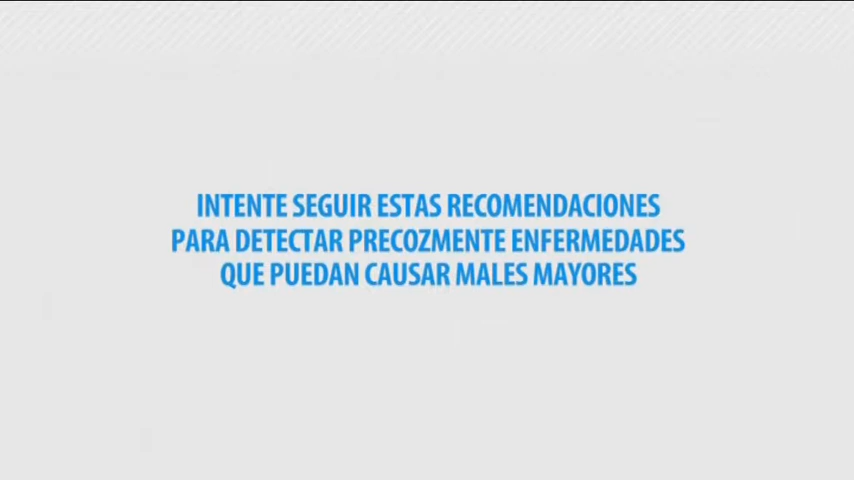 INTENTE SEGUIR ESTAS RECOMENDACIONES
PARA DETECTAR PRECOZMENTE ENFERMEDADES
QUE PUEDAN CAUSAR MALES MAYORES